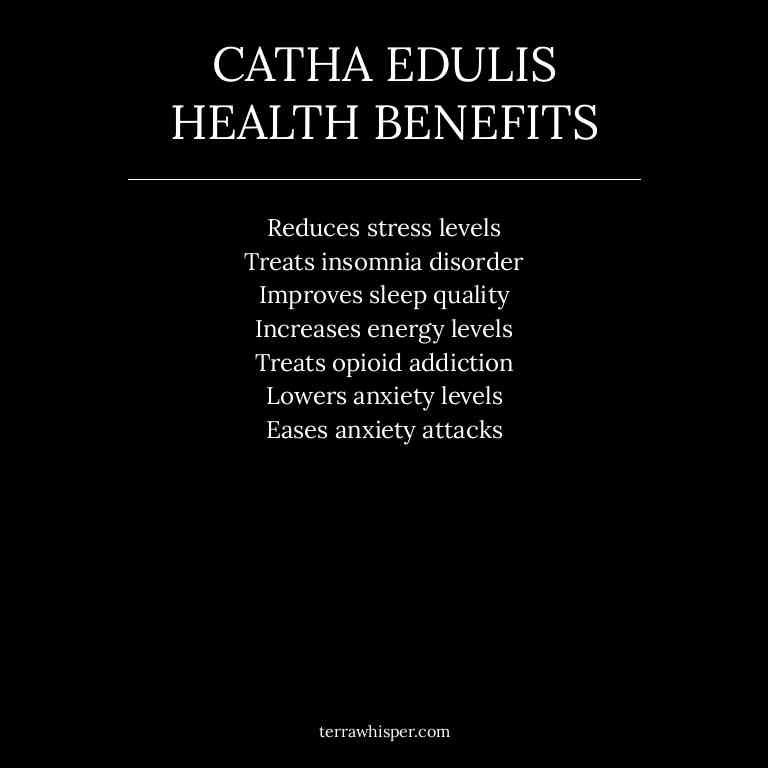 CATHA EDULIS
HEALTH BENEFITS
Reduces stress levels
Treats insomnia disorder
Improves sleep quality
Increases energy levels
Treats opioid addiction
Lowers anxiety levels
Eases anxiety attacks
terrawhisper.com